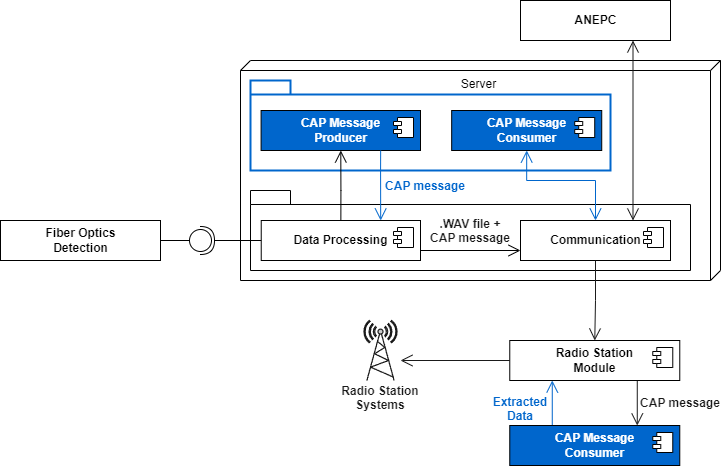 ANEPC
Server
CAP Message
Producer
CAP Message
Consumer
CAP message
Fiber Optics
Detection
Data Processing
.WAV file +
CAP message
Communication
Radio Station
Module
Radio Station
Systems
Extracted
Data
CAP message
CAP Message
Consumer